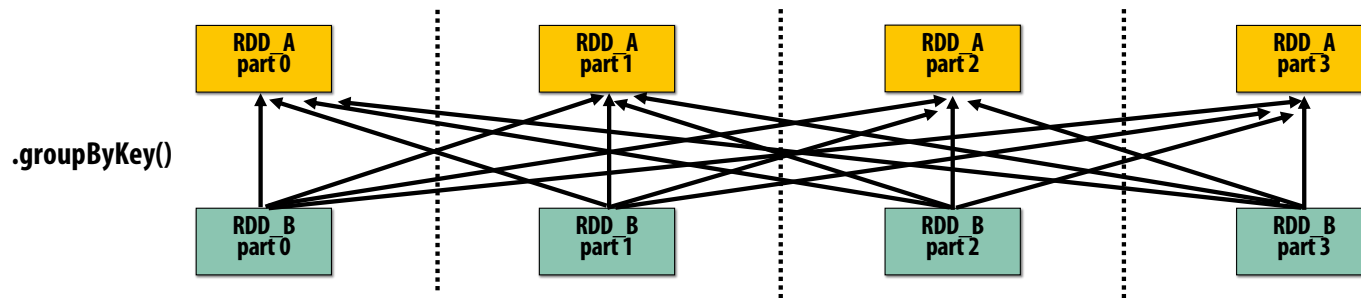 RDD_A
part 0
RDD_A
part 1
RDD_A
part 2
RDD_A
part 3
.groupByKey()
RDD_B
part 0
RDD_B
part 1
RDD_B
part 2
RDD_B
part 3